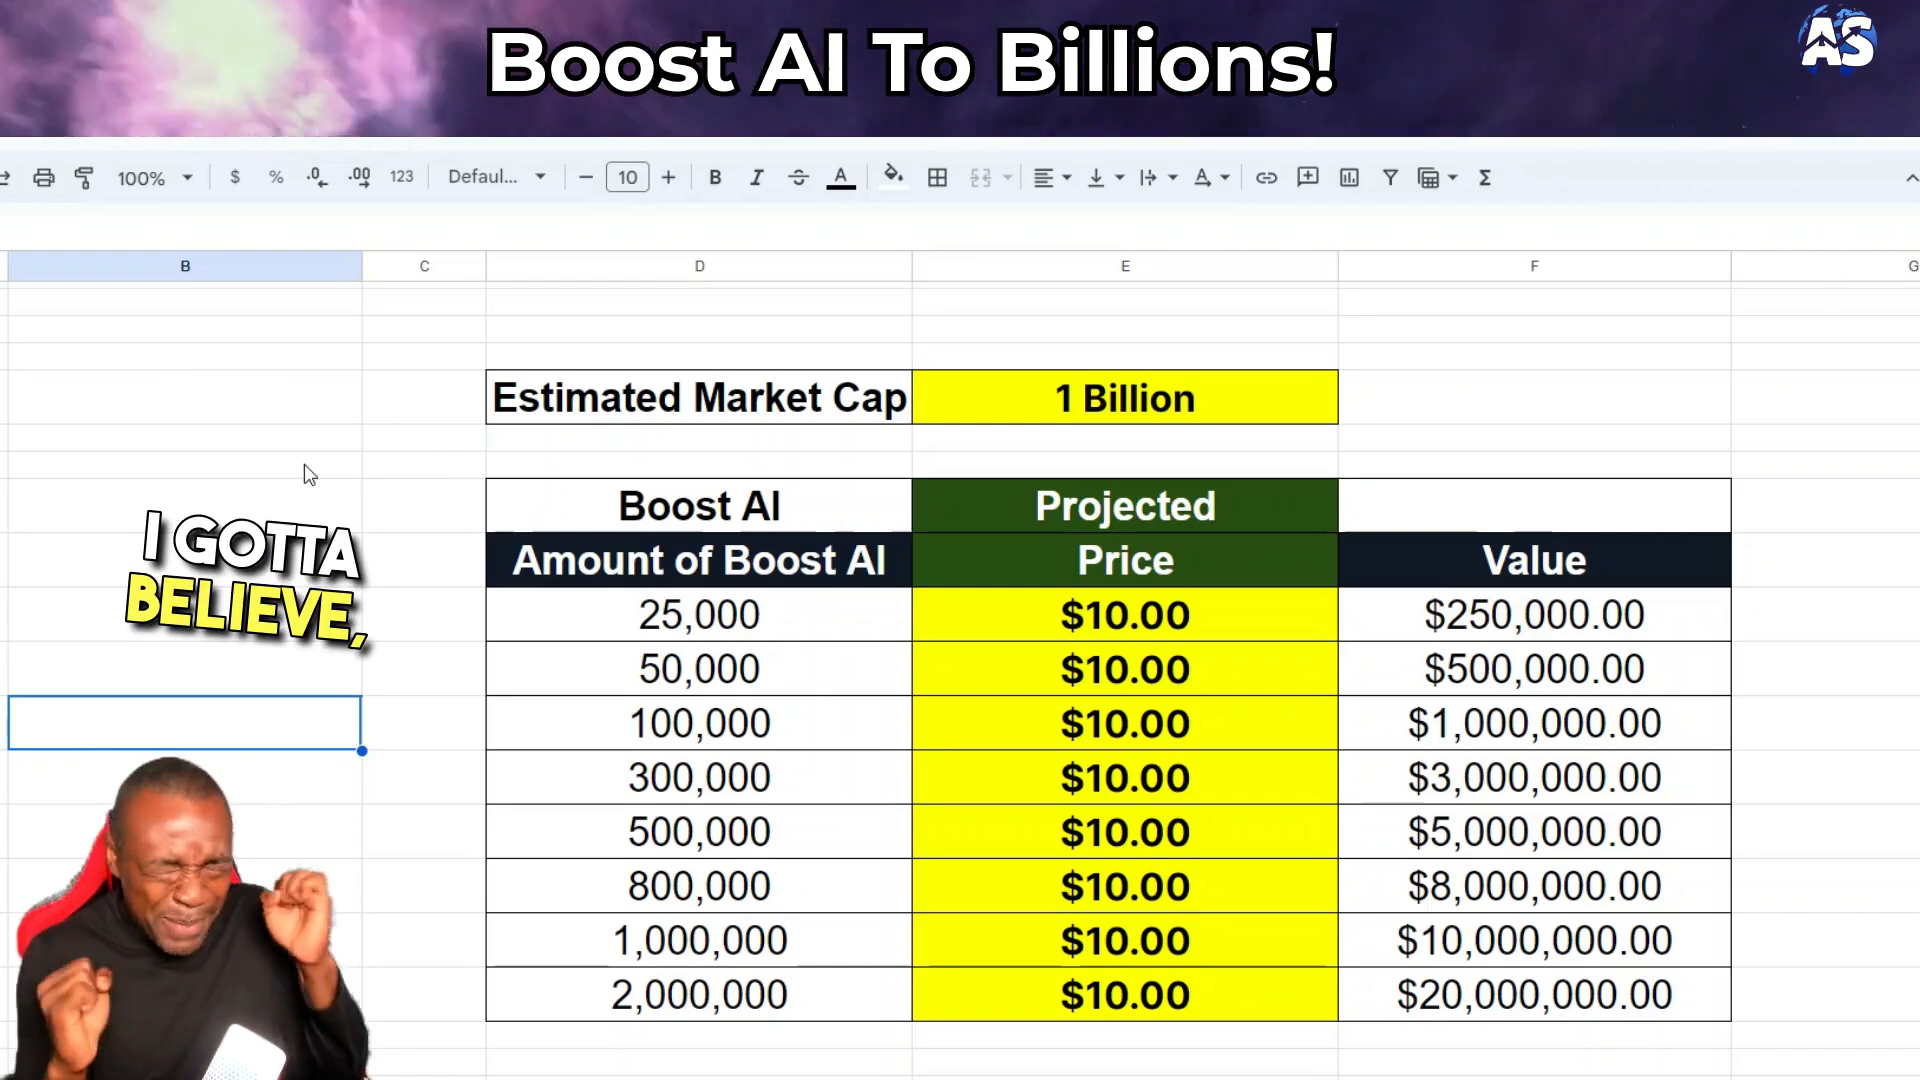 Boost AI To Billions!
AS
100% $ % .0 .00 123 Defaul... 10 B I A Σ
B C D E F G
Estimated Market Cap 1 Billion
Boost AI Projected
Amount of Boost AI Price Value
25,000 $10.00 $250,000.00
50,000 $10.00 $500,000.00
100,000 $10.00 $1,000,000.00
300,000 $10.00 $3,000,000.00
500,000 $10.00 $5,000,000.00
800,000 $10.00 $8,000,000.00
1,000,000 $10.00 $10,000,000.00
2,000,000 $10.00 $20,000,000.00
I GOTTA
BELIEVE,